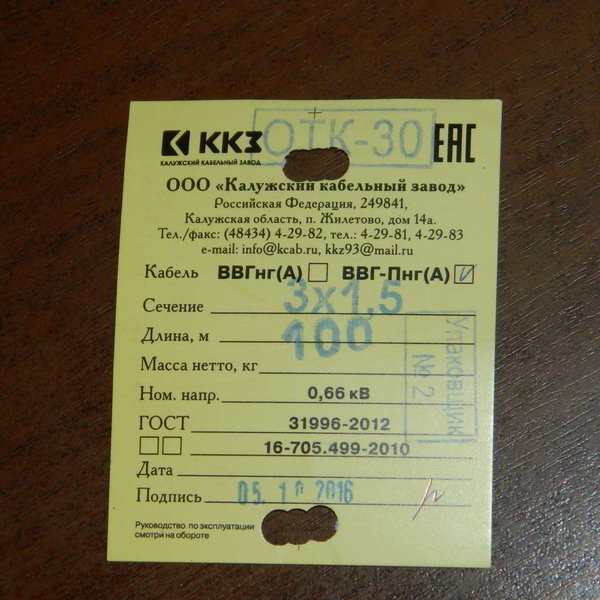 ККЗ ОТК-30 ЕАС
КАЛУЖСКИЙ КАБЕЛЬНЫЙ ЗАВОД
ООО «Калужский кабельный завод»
Российская Федерация, 249841,
Калужская область, п. Жилетово, дом 14а.
Тел./факс: (48434) 4-29-82, тел.: 4-29-81, 4-29-83
e-mail: info@kcab.ru, kkz93@mail.ru
Кабель ВВГнг(А) ВВГ-Пнг(А)
Сечение 3х1,5
Длина, м 100
Масса нетто, кг
Ном. напр. 0,66 кВ
ГОСТ 31996-2012
16-705.499-2010
Дата
Подпись 05. 10 2016
Руководство по эксплуатации
смотри на обороте
Упаковщик
№ 2